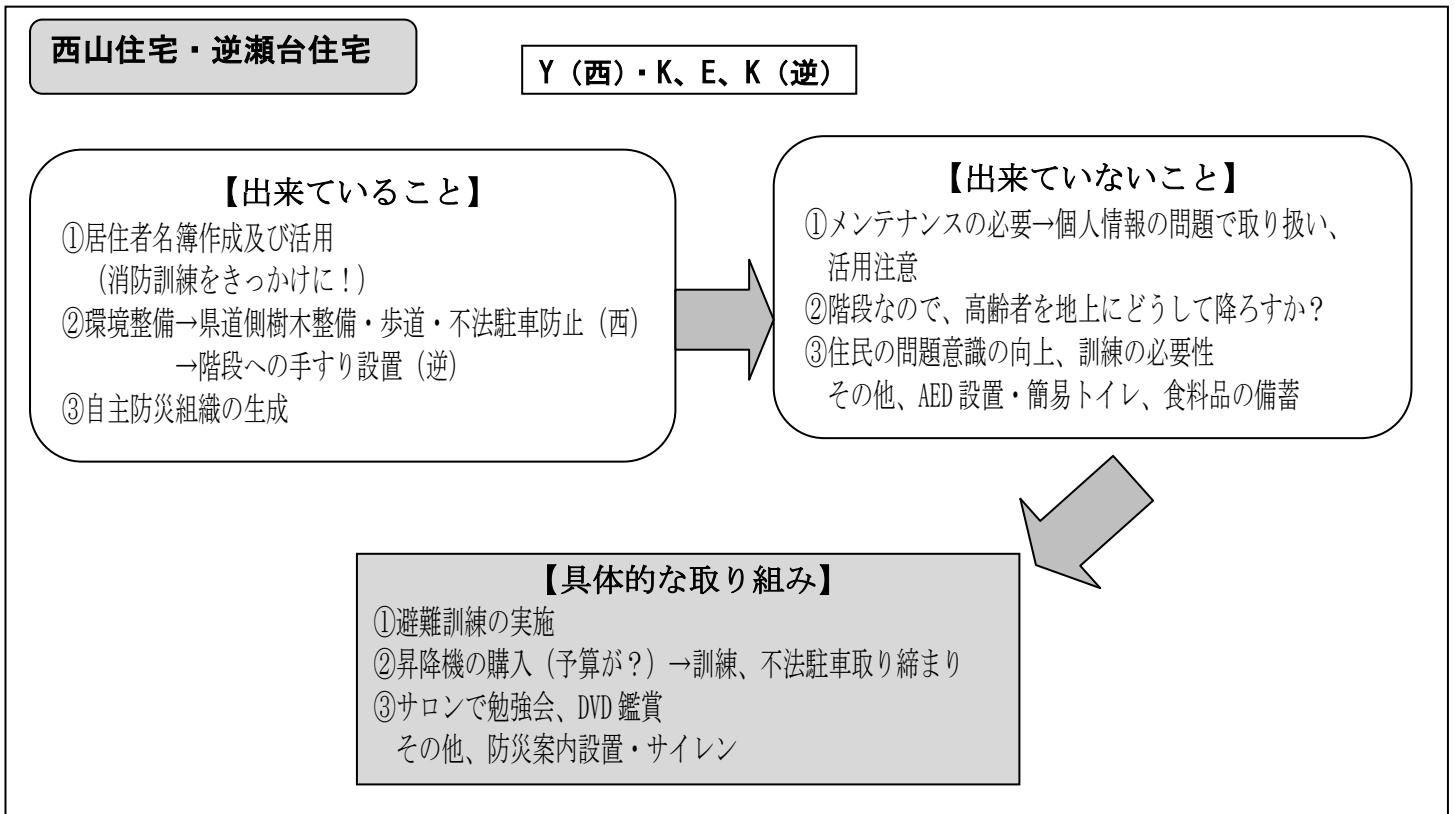 西山住宅・逆瀬台住宅
Y（西）・K、E、K（逆）
【出来ていること】
①居住者名簿作成及び活用
（消防訓練をきっかけに！）
②環境整備→県道側樹木整備・歩道・不法駐車防止（西）
→階段への手すり設置（逆）
③自主防災組織の生成
【出来ていないこと】
①メンテナンスの必要→個人情報の問題で取り扱い、
活用注意
②階段なので、高齢者を地上にどうして降ろすか？
③住民の問題意識の向上、訓練の必要性
その他、AED設置・簡易トイレ、食料品の備蓄
【具体的な取り組み】
①避難訓練の実施
②昇降機の購入（予算が？）→訓練、不法駐車取り締まり
③サロンで勉強会、DVD鑑賞
その他、防災案内設置・サイレン